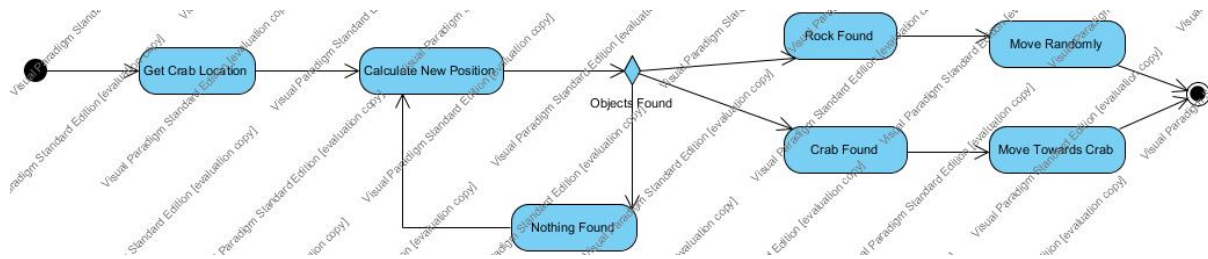 Rock Found
Move Randomly
Get Crab Location
Calculate New Position
Objects Found
Crab Found
Move Towards Crab
Nothing Found
Visual Paradigm Standard Edition [evaluation copy]